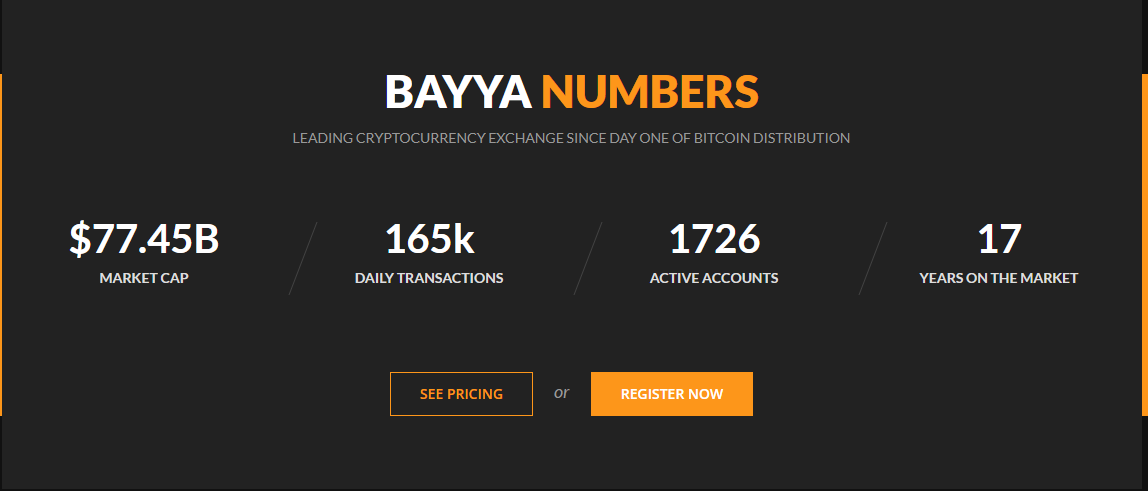 BAYYA NUMBERS
LEADING CRYPTOCURRENCY EXCHANGE SINCE DAY ONE OF BITCOIN DISTRIBUTION
$77.45B
MARKET CAP
165k
DAILY TRANSACTIONS
1726
ACTIVE ACCOUNTS
17
YEARS ON THE MARKET
SEE PRICING or REGISTER NOW